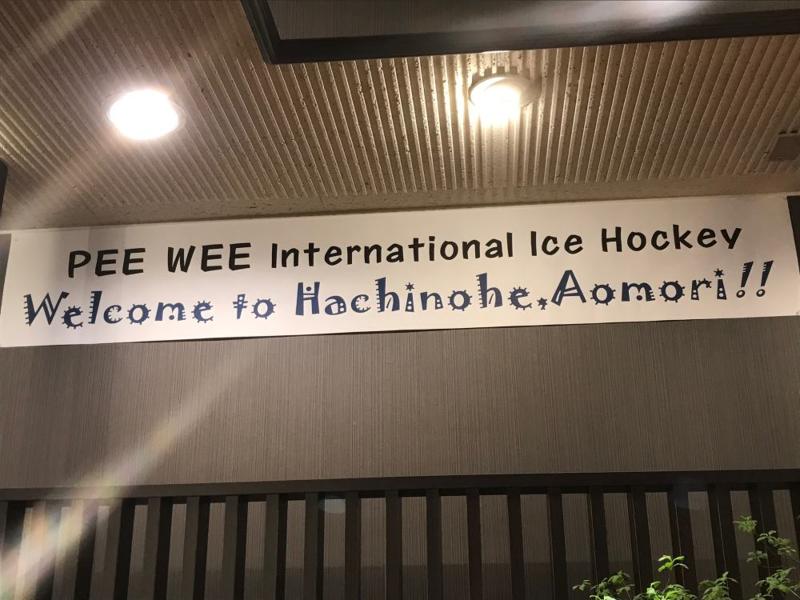 PEE WEE International Ice Hockey
Welcome to Hachinohe,Aomori!!